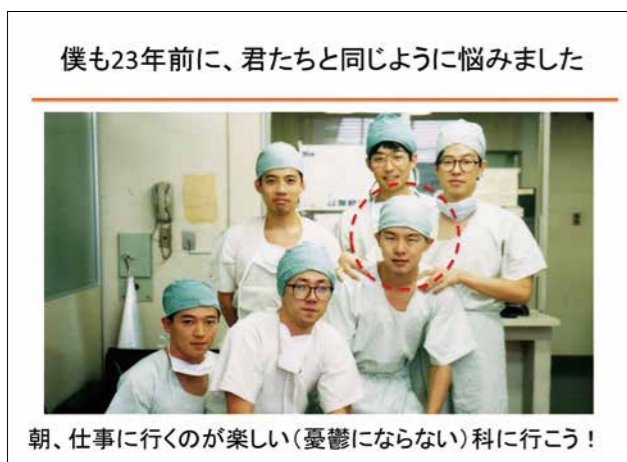 僕も23年前に、君たちと同じように悩みました
朝、仕事に行くのが楽しい（憂鬱にならない）科に行こう！